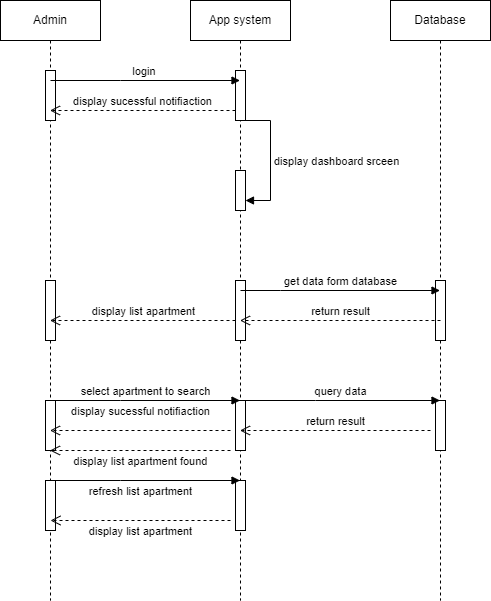 Admin
App system
Database
login
display sucessful notifiaction
display dashboard srceen
get data form database
display list apartment
return result
select apartment to search
query data
display sucessful notifiaction
return result
display list apartment found
refresh list apartment
display list apartment